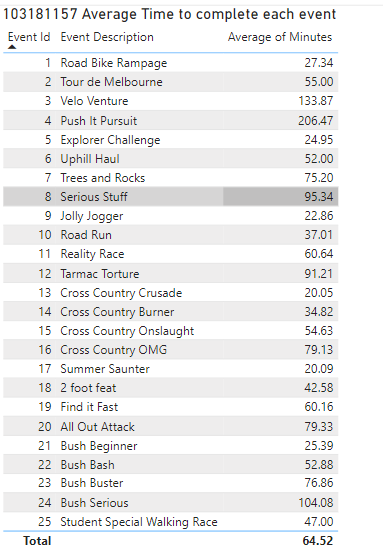 103181157 Average Time to complete each event
Event Id Event Description Average of Minutes
1 Road Bike Rampage 27.34
2 Tour de Melbourne 55.00
3 Velo Venture 133.87
4 Push It Pursuit 206.47
5 Explorer Challenge 24.95
6 Uphill Haul 52.00
7 Trees and Rocks 75.20
8 Serious Stuff 95.34
9 Jolly Jogger 22.86
10 Road Run 37.01
11 Reality Race 60.64
12 Tarmac Torture 91.21
13 Cross Country Crusade 20.05
14 Cross Country Burner 34.82
15 Cross Country Onslaught 54.63
16 Cross Country OMG 79.13
17 Summer Saunter 20.09
18 2 foot feat 42.58
19 Find it Fast 60.16
20 All Out Attack 79.33
21 Bush Beginner 25.39
22 Bush Bash 52.88
23 Bush Buster 76.86
24 Bush Serious 104.08
25 Student Special Walking Race 47.00
Total 64.52